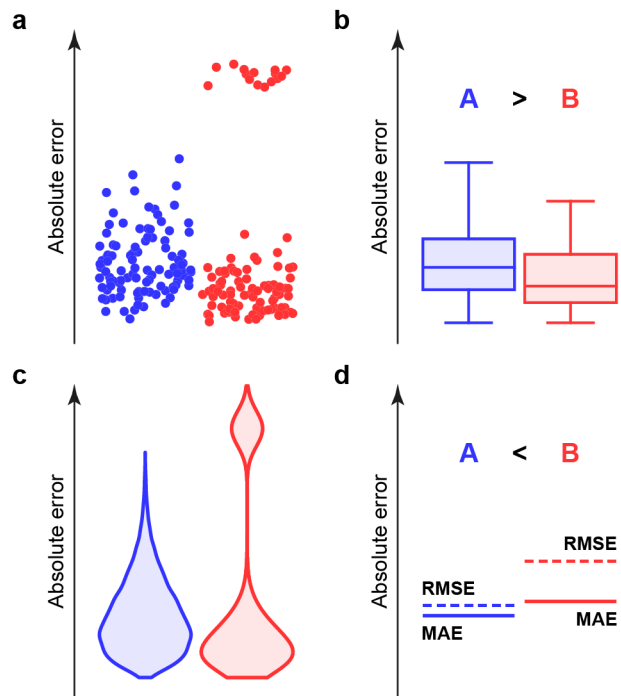 a
Absolute error
b
Absolute error
A > B
c
Absolute error
d
Absolute error
A < B
RMSE
RMSE
MAE
MAE